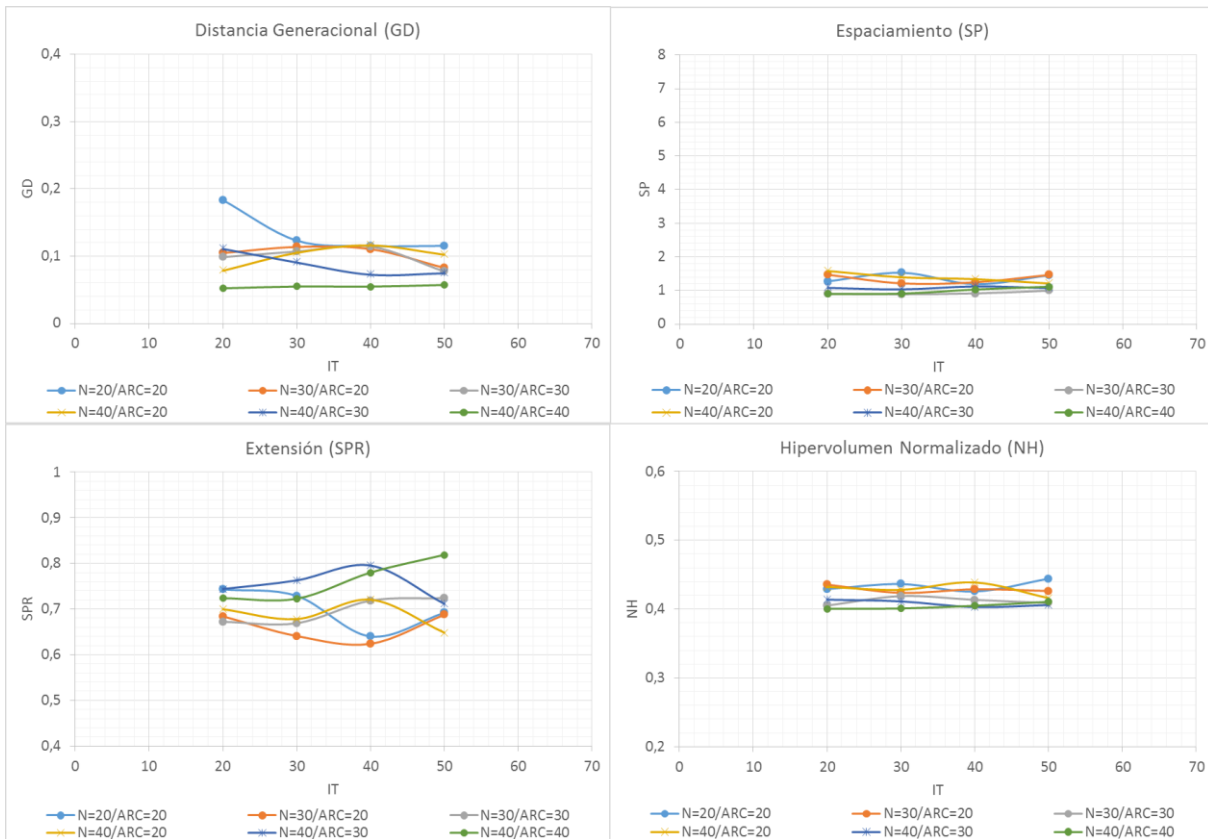 Distancia Generacional (GD)
0,4
0,3
0,2
0,1
0
GD
0 10 20 30 40 50 60 70
IT
N=20/ARC=20 N=30/ARC=20 N=30/ARC=30
N=40/ARC=20 N=40/ARC=30 N=40/ARC=40
Espaciamiento (SP)
8
7
6
5
4
3
2
1
0
SP
0 10 20 30 40 50 60 70
IT
N=20/ARC=20 N=30/ARC=20 N=30/ARC=30
N=40/ARC=20 N=40/ARC=30 N=40/ARC=40
Extensión (SPR)
1
0,9
0,8
0,7
0,6
0,5
0,4
SPR
0 10 20 30 40 50 60 70
IT
N=20/ARC=20 N=30/ARC=20 N=30/ARC=30
N=40/ARC=20 N=40/ARC=30 N=40/ARC=40
Hipervolumen Normalizado (NH)
0,6
0,5
0,4
0,3
0,2
NH
0 10 20 30 40 50 60 70
IT
N=20/ARC=20 N=30/ARC=20 N=30/ARC=30
N=40/ARC=20 N=40/ARC=30 N=40/ARC=40